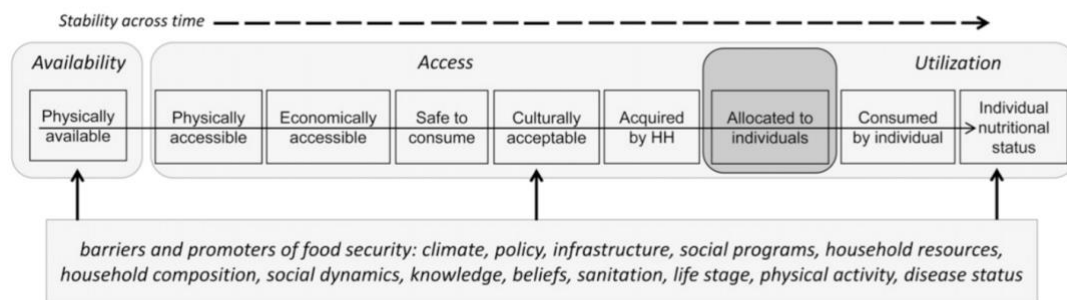 Stability across time
Availability
Access
Utilization
Physically
available
Physically
accessible
Economically
accessible
Safe to
consume
Culturally
acceptable
Acquired
by HH
Allocated to
individuals
Consumed
by individual
Individual
nutritional
status
barriers and promoters of food security: climate, policy, infrastructure, social programs, household resources,
household composition, social dynamics, knowledge, beliefs, sanitation, life stage, physical activity, disease status